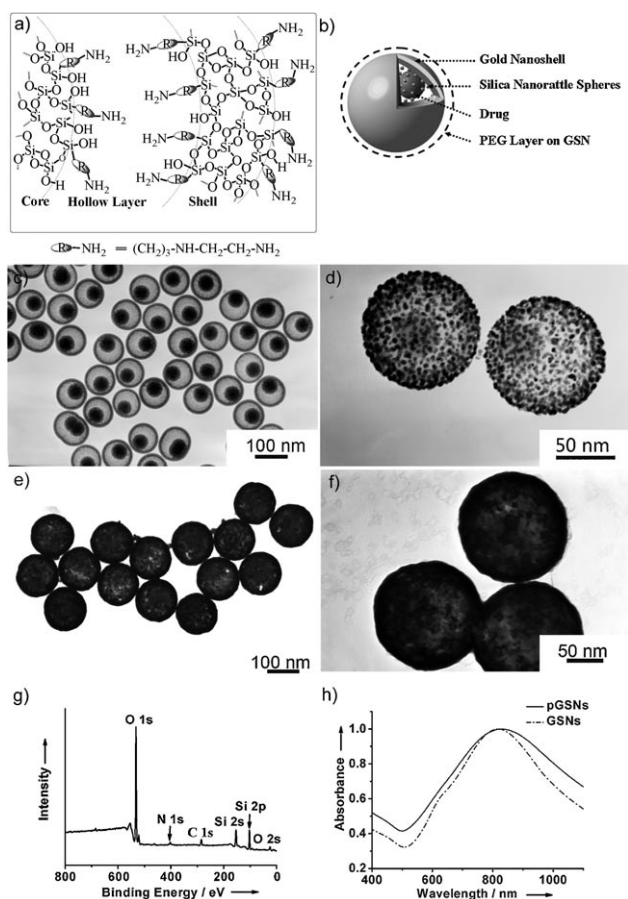 a)
b)
Gold Nanoshell
Silica Nanorattle Spheres
Drug
PEG Layer on GSN
Core Hollow Layer Shell
R-NH2 = (CH2)3-NH-CH2-CH2-NH2
c)
100 nm
d)
50 nm
e)
100 nm
f)
50 nm
g)
O 1s
N 1s
C 1s
Si 2s
Si 2p
O 2s
Intensity
800 600 400 200 0
Binding Energy / eV
h)
pGSNs
GSNs
1.0
0.8
0.6
0.4
0.2
Absorbance
400 600 800 1000
Wavelength / nm